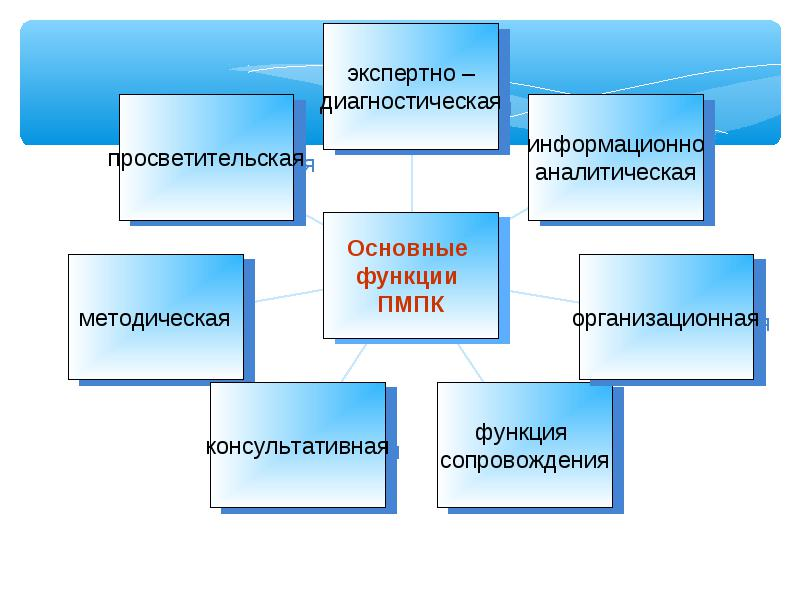 экспертно –
диагностическая
просветительская
информационно
аналитическая
Основные
функции
ПМПК
методическая
организационная
консультативная
функция
сопровождения